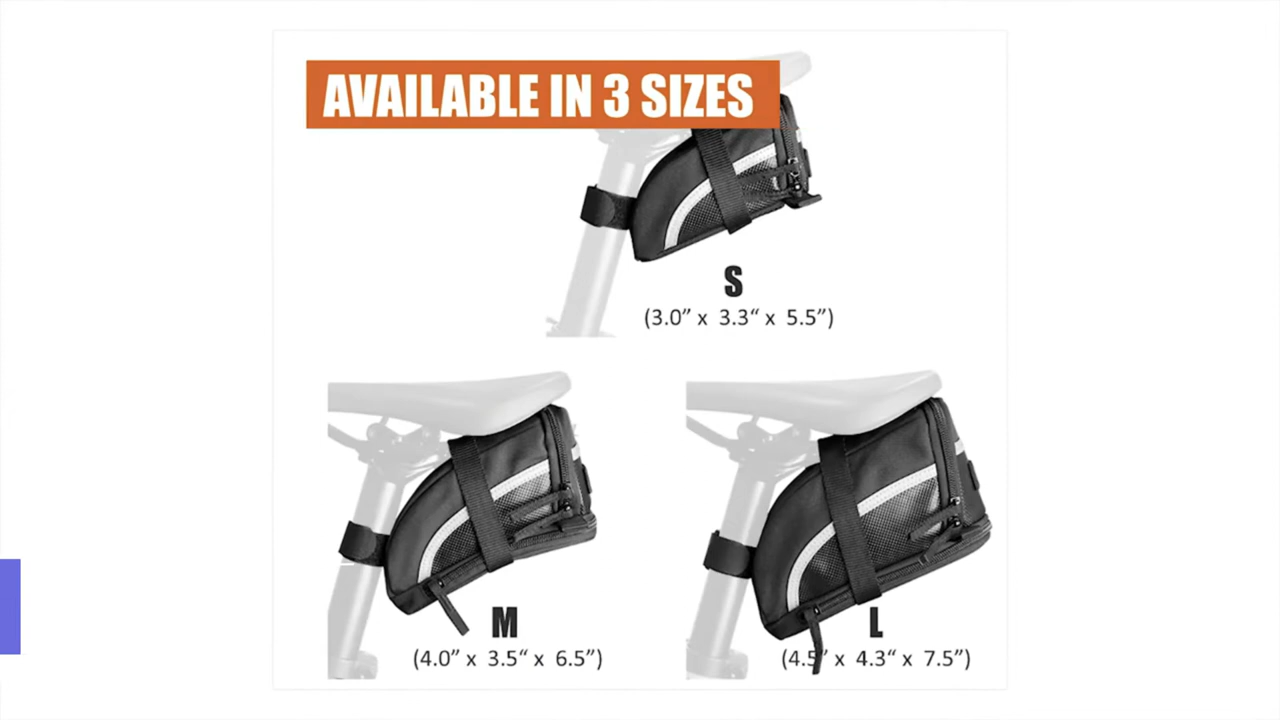 AVAILABLE IN 3 SIZES
S
(3.0” x 3.3“ x 5.5”)
M
(4.0” x 3.5“ x 6.5”)
L
(4.5” x 4.3“ x 7.5”)